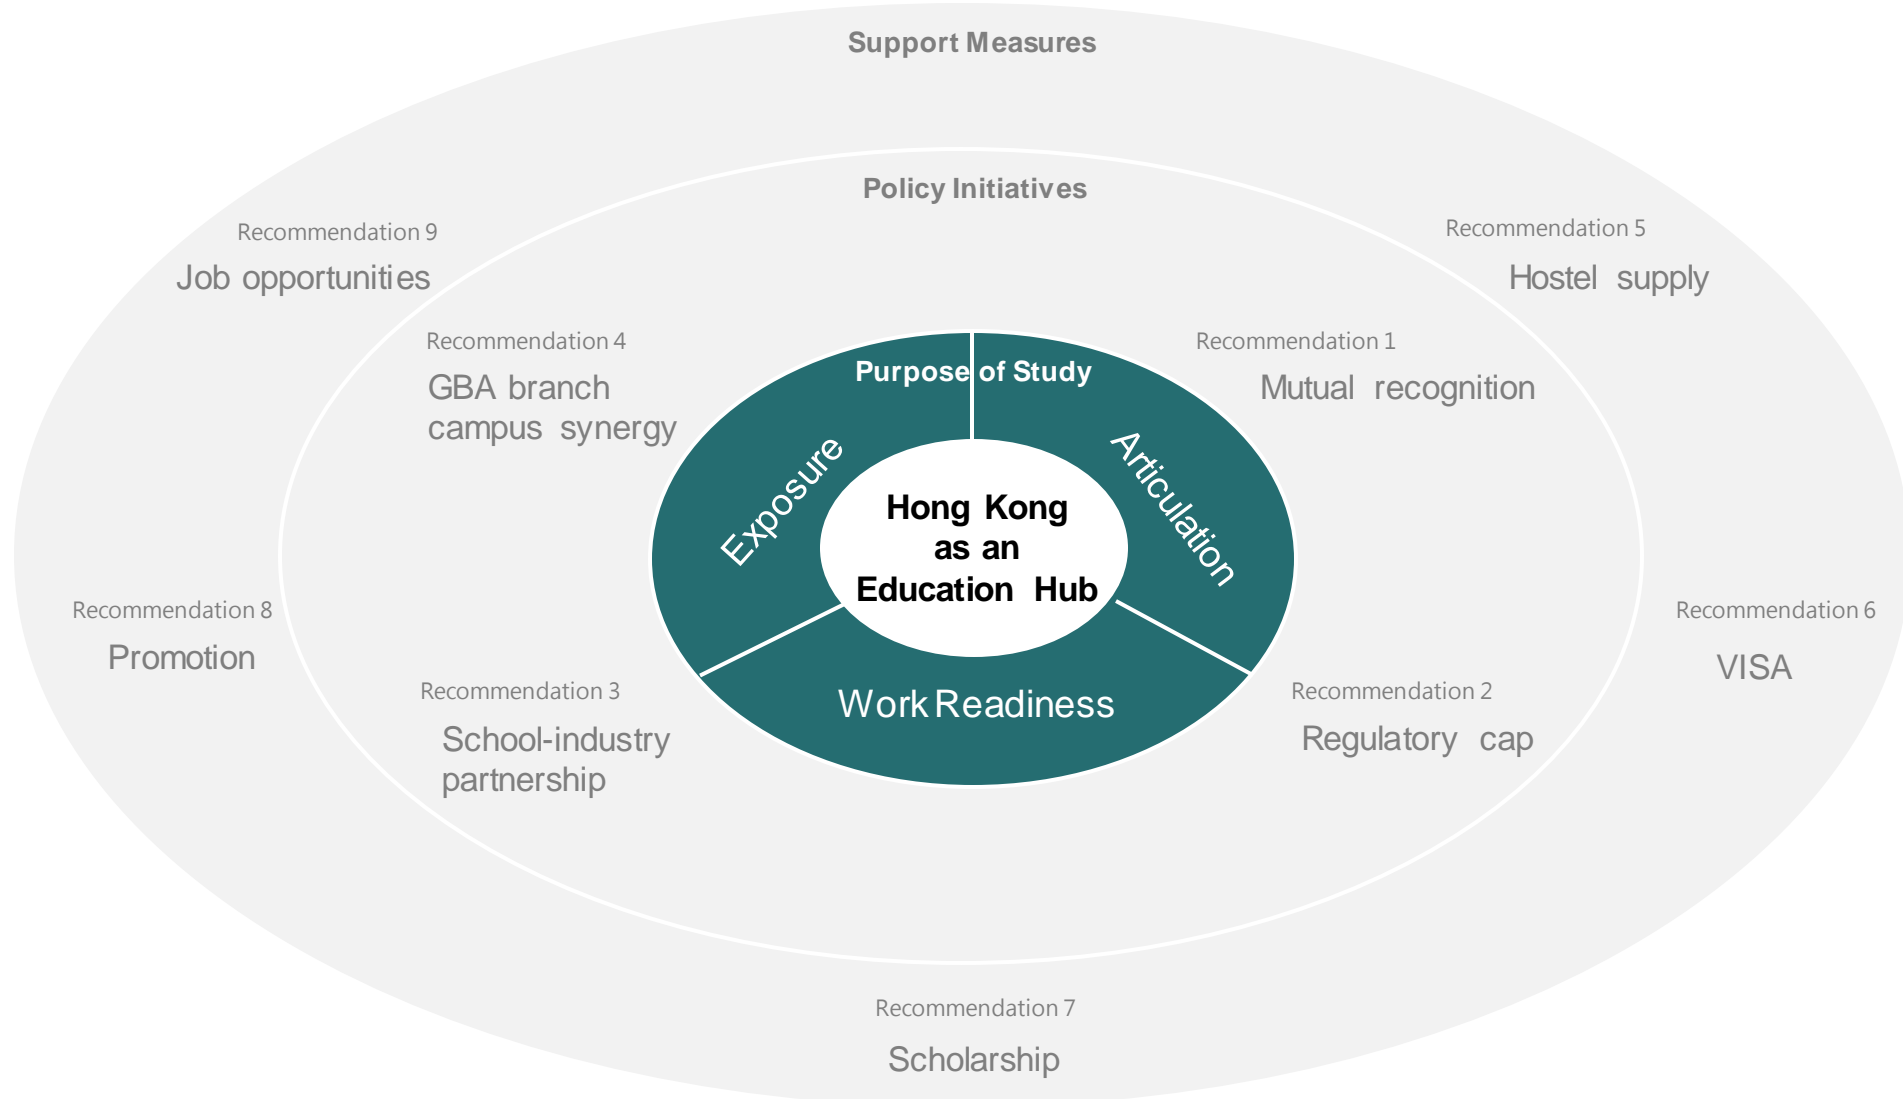 Support Measures
Policy Initiatives
Recommendation 9
Job opportunities
Recommendation 5
Hostel supply
Recommendation 4
GBA branch
campus synergy
Recommendation 1
Mutual recognition
Purpose of Study
Exposure
Articulation
Hong Kong
as an
Education Hub
Work Readiness
Recommendation 8
Promotion
Recommendation 6
VISA
Recommendation 3
School-industry
partnership
Recommendation 2
Regulatory cap
Recommendation 7
Scholarship